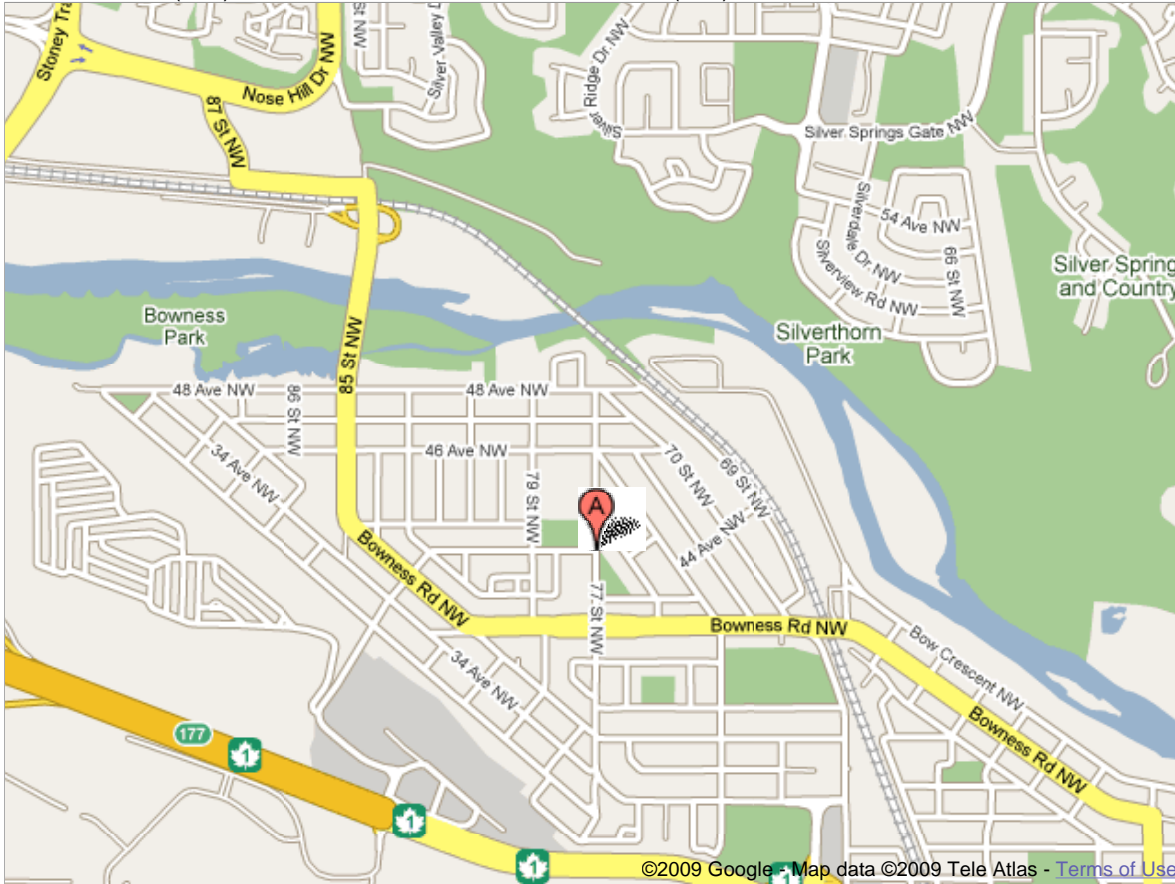 Stoney Tra
St NW
Silver Valley D
Silver Ridge Dr NW
Nose Hill Dr NW
87 St NW
Silver Springs Gate NW
54 Ave NW
Silverdale Dr NW
66 St NW
Silverview Rd NW
Silver Spring
and Country
Bowness
Park
Silverthorn
Park
85 St NW
48 Ave NW
86 St NW
48 Ave NW
46 Ave NW
34 Ave NW
79 St NW
70 St NW
69 St NW
A
44 Ave NW
Bowness Rd NW
77 St NW
Bowness Rd NW
Bow Crescent NW
34 Ave NW
Bowness Rd NW
177
1
1
1
1
©2009 Google - Map data ©2009 Tele Atlas - Terms of Use